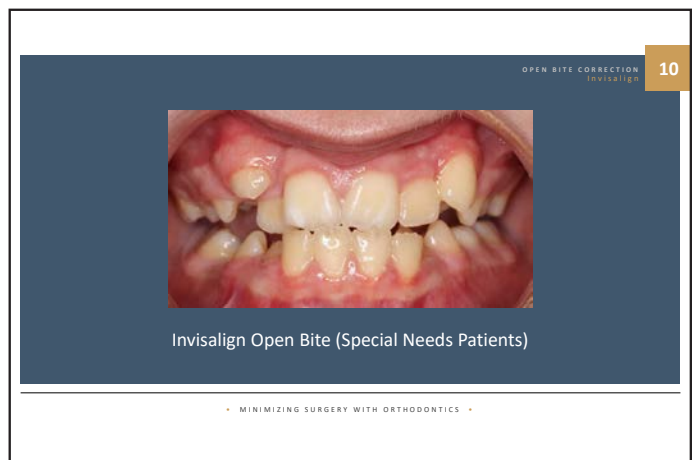 OPEN BITE CORRECTION
Invisalign
10
Invisalign Open Bite (Special Needs Patients)
• MINIMIZING SURGERY WITH ORTHODONTICS •